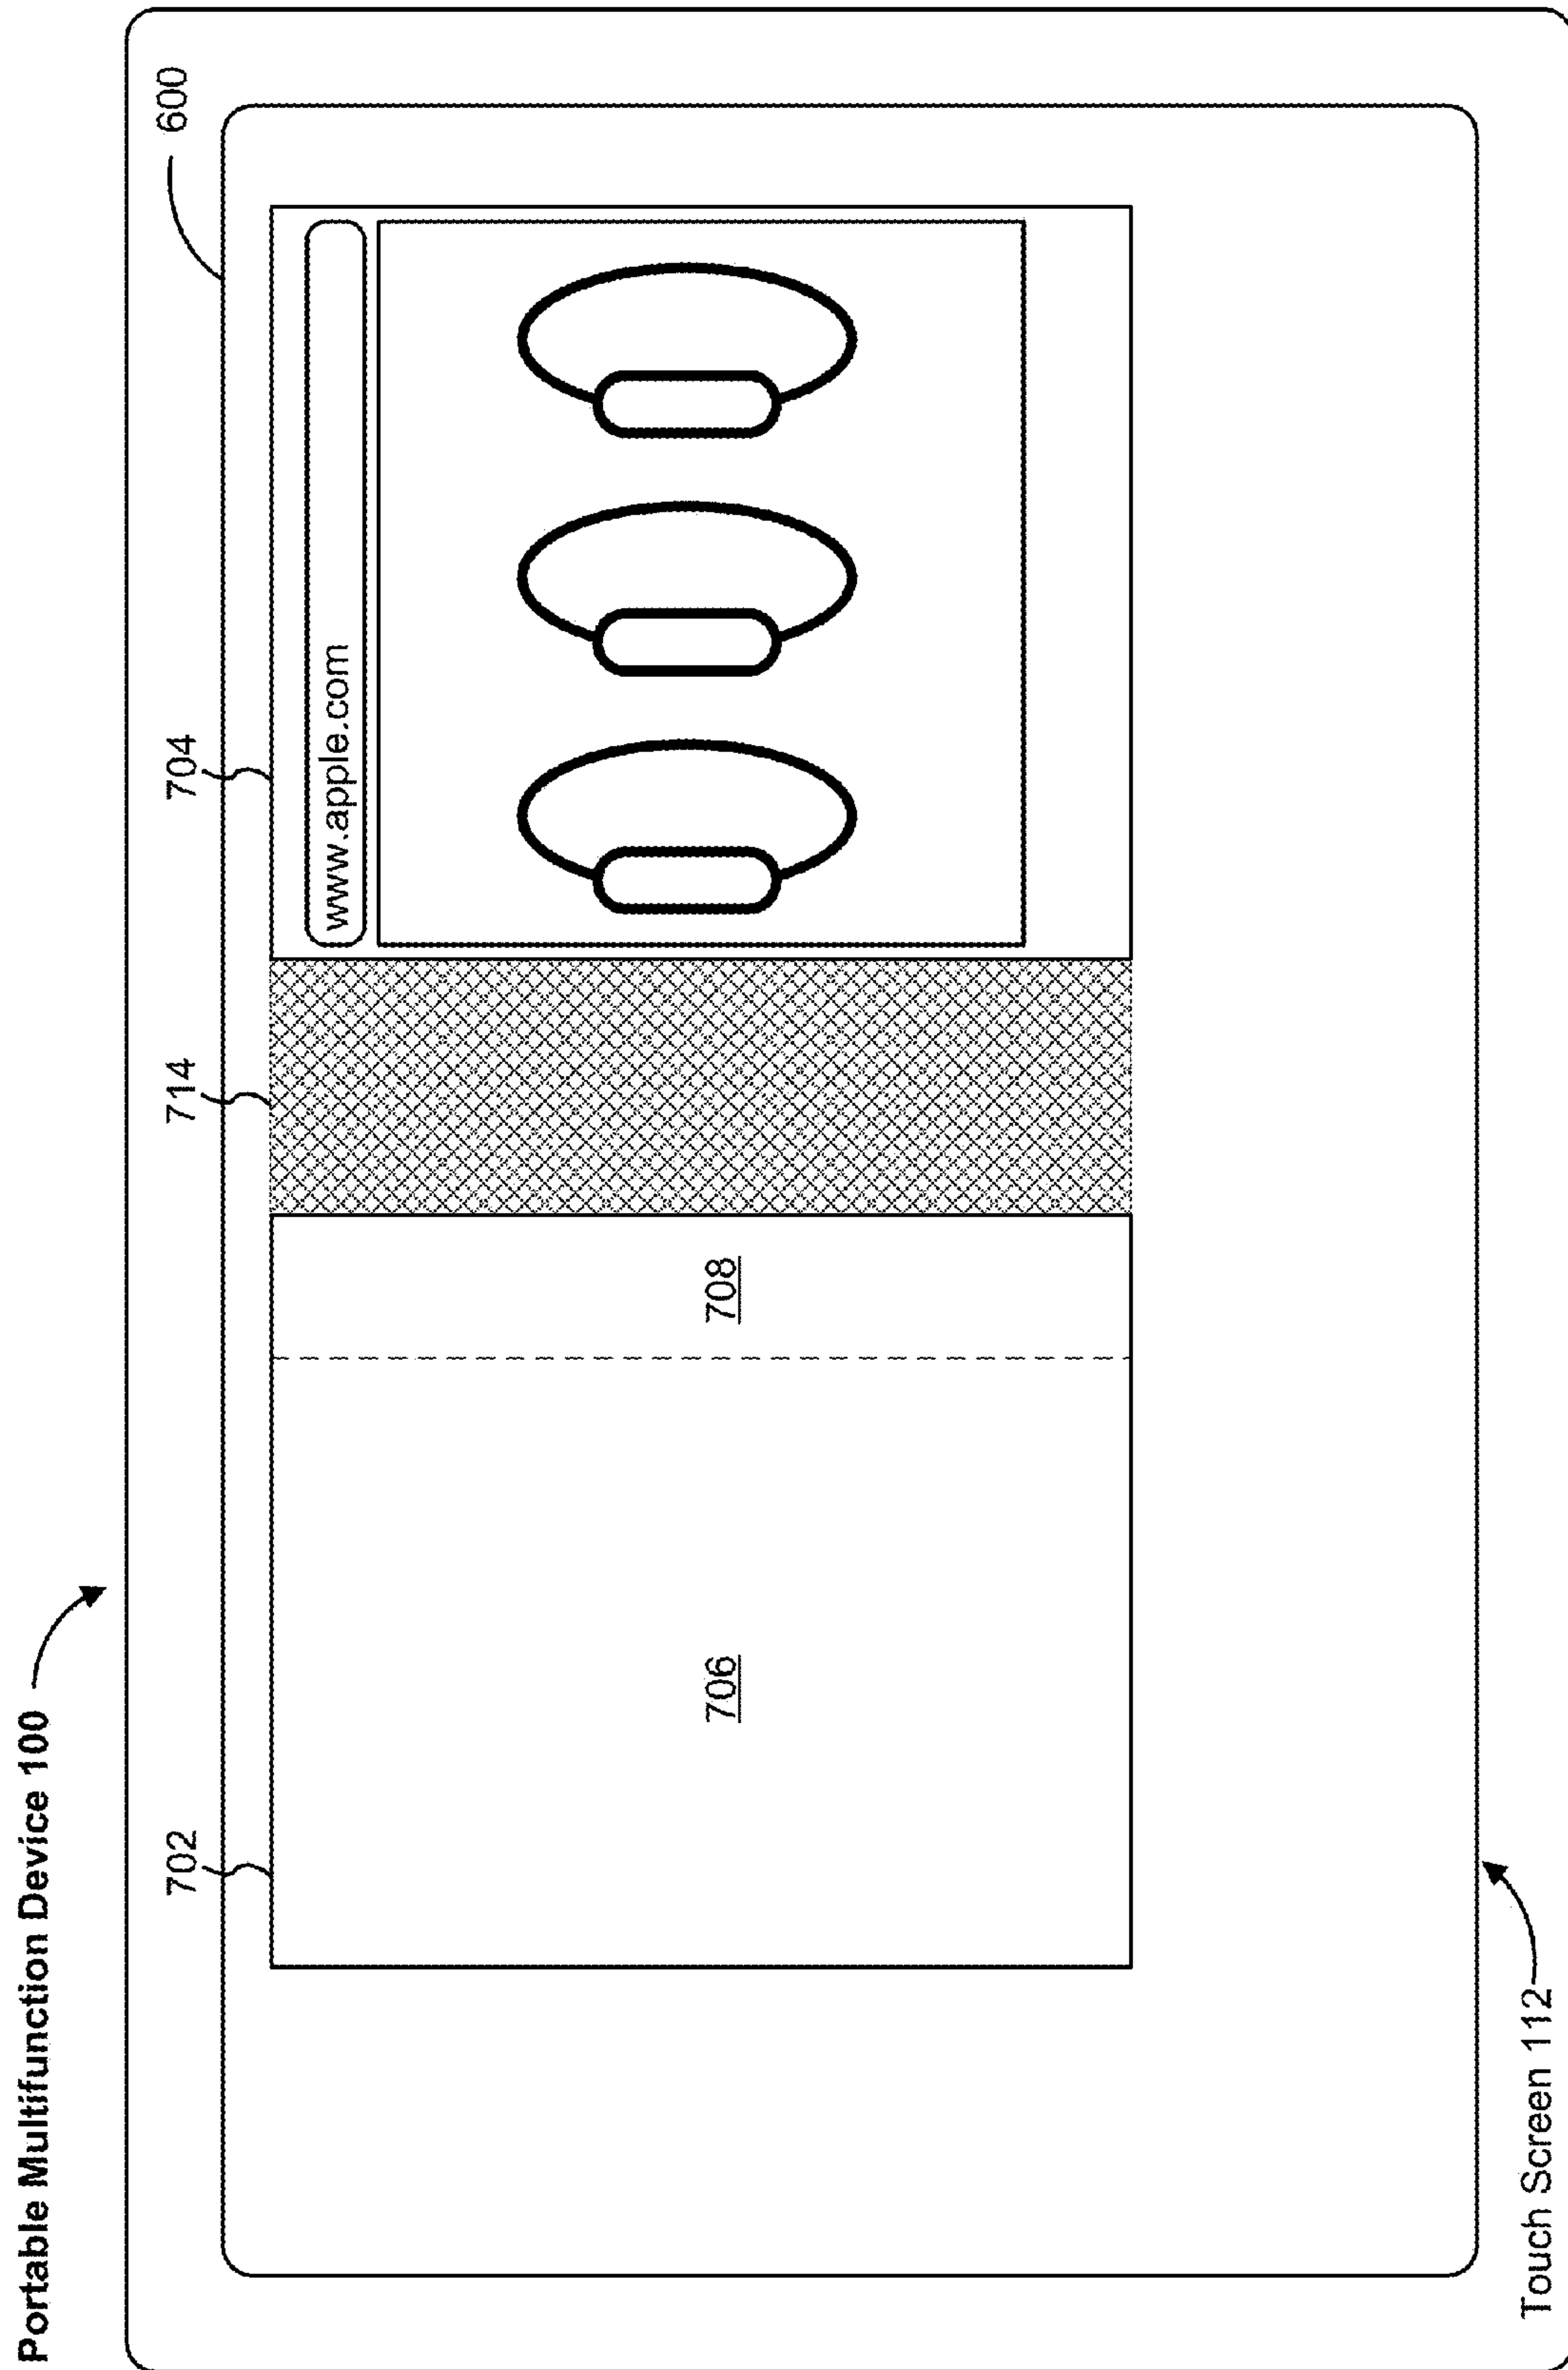 Portable Multifunction Device 100
600
702
714
704
www.apple.com
706
708
Touch Screen 112